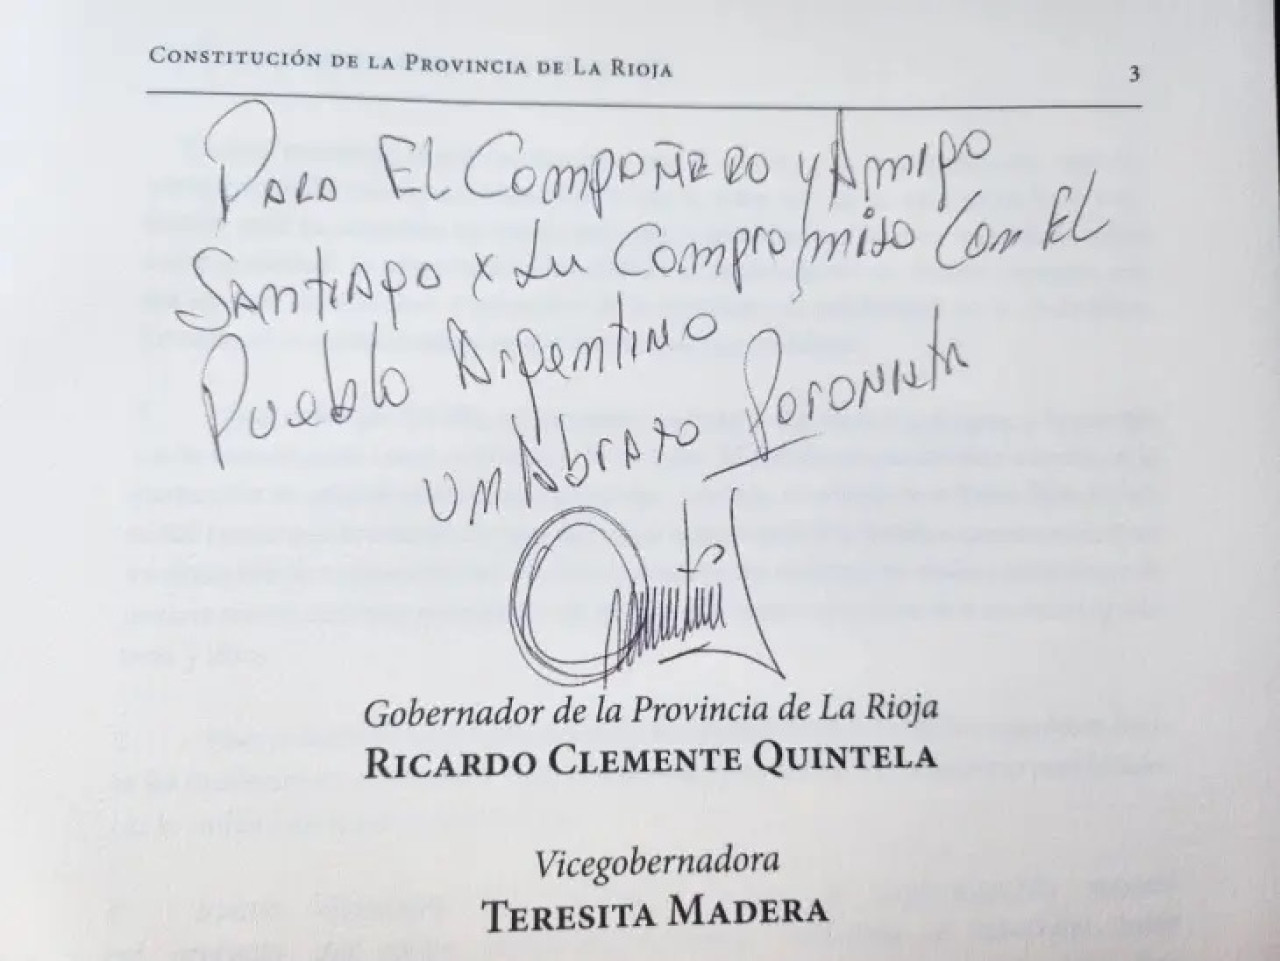 CONSTITUCIÓN DE LA PROVINCIA DE LA RIOJA 3
PARA EL COMPAÑERO Y AMIGO
SANTIAGO X SU COMPROMISO CON EL
PUEBLO ARGENTINO
UN ABRAZO PERONISTA
Gobernador de la Provincia de La Rioja
RICARDO CLEMENTE QUINTELA
Vicegobernadora
TERESITA MADERA